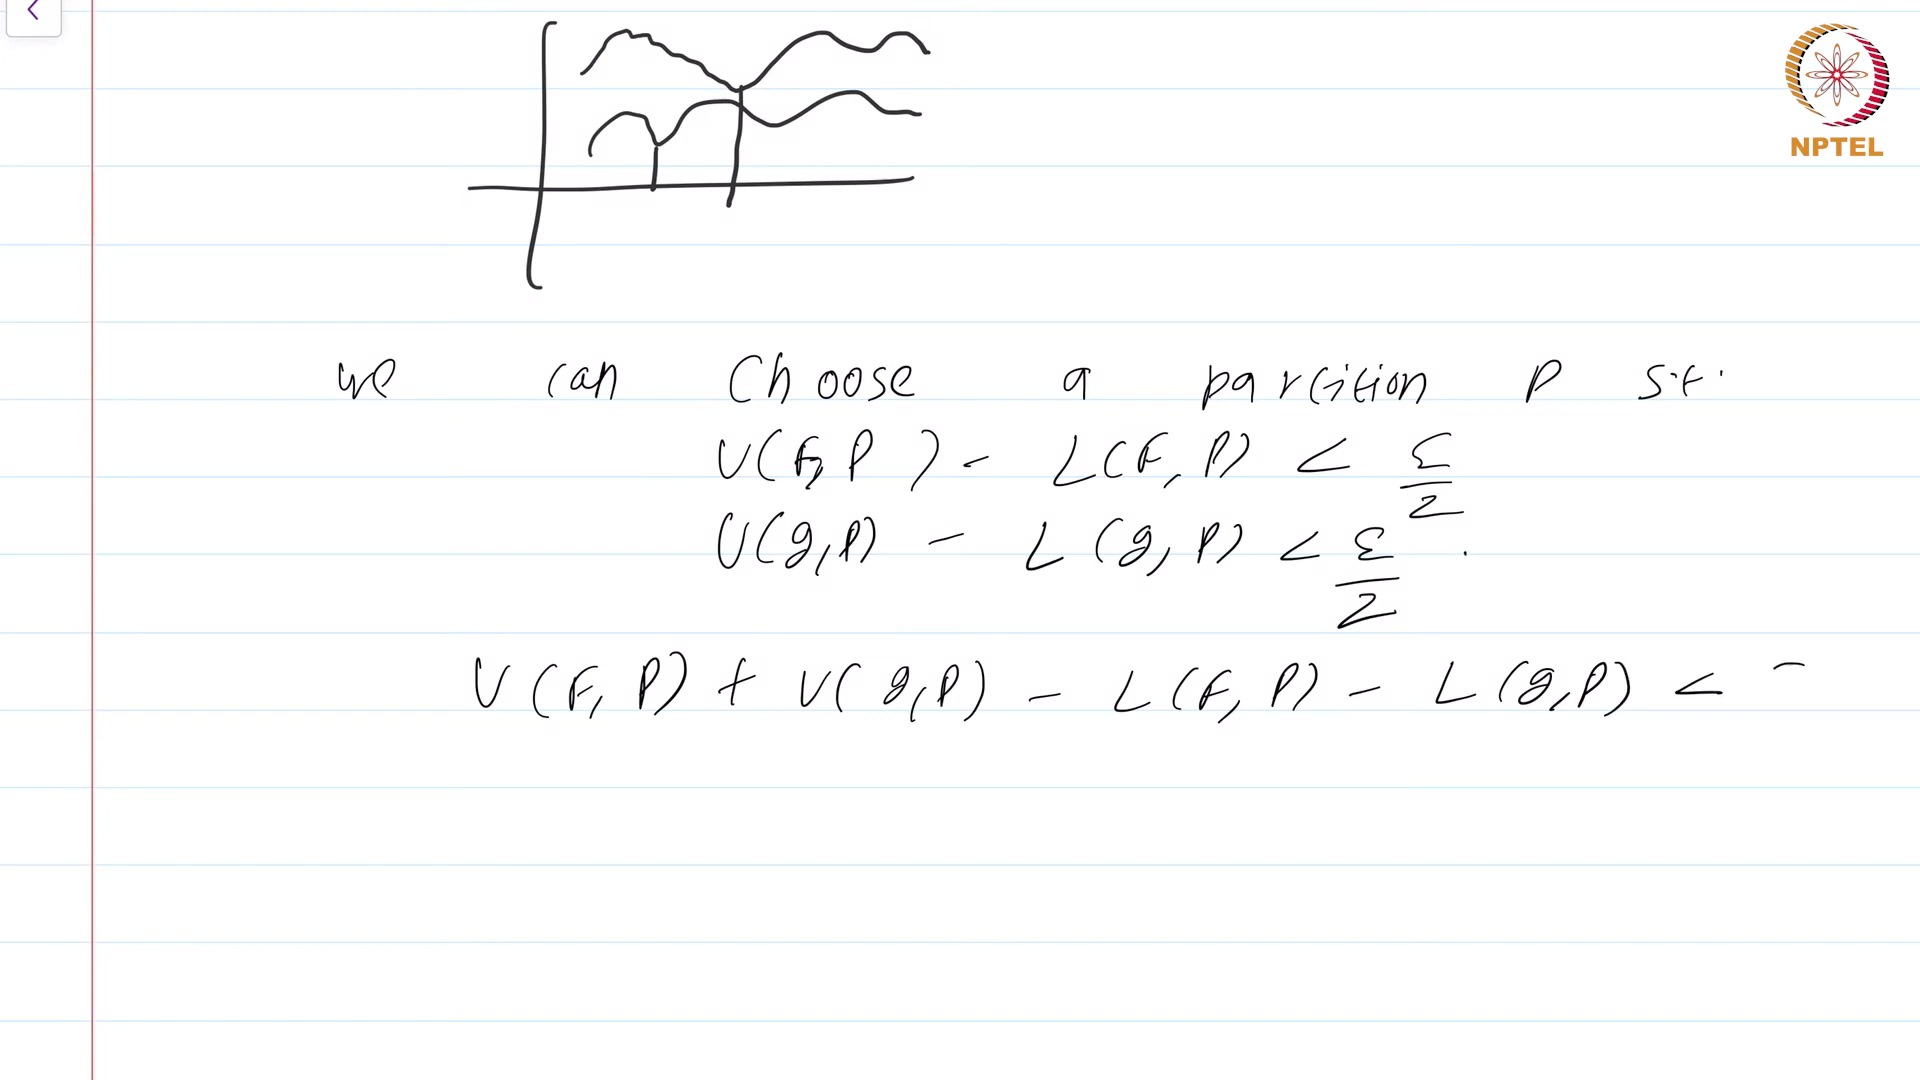 NPTEL
we can choose a partition P s.t.
U(F,P) - L(F,P) < ε/2
U(g,P) - L(g,P) < ε/2.
U(F,P) + U(g,P) - L(F,P) - L(g,P) <